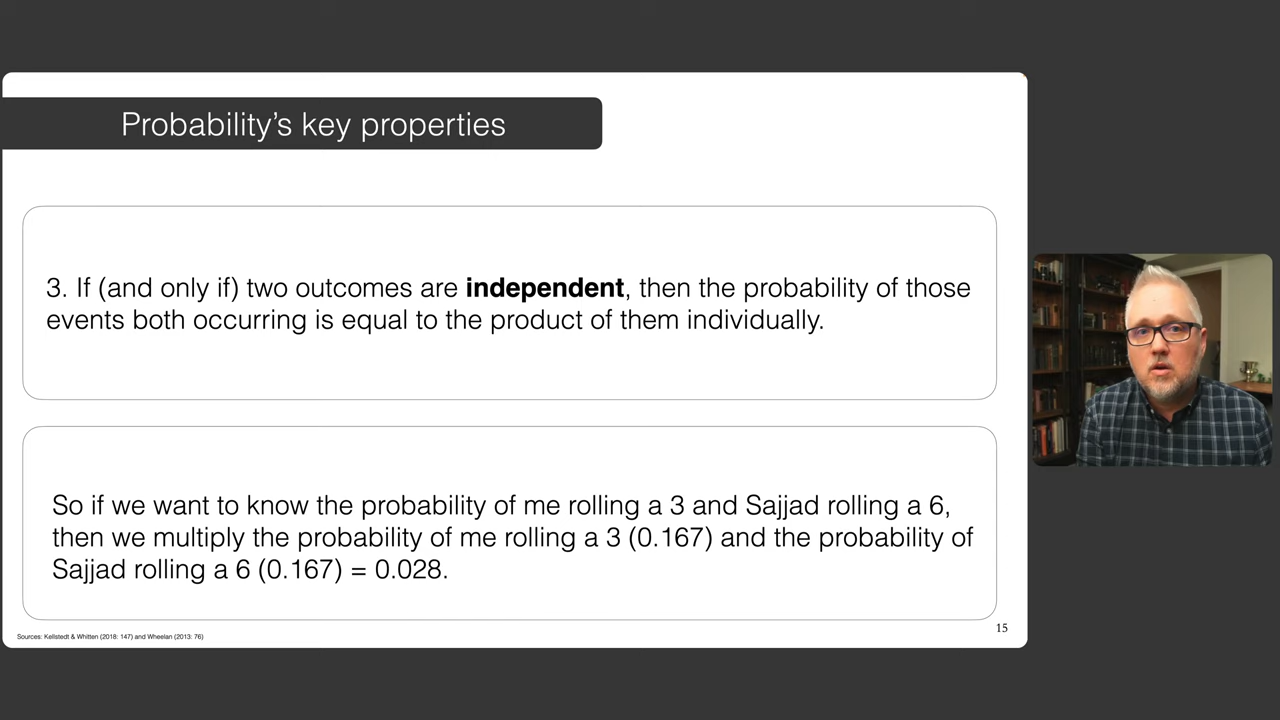 Probability's key properties
3. If (and only if) two outcomes are independent, then the probability of those
events both occurring is equal to the product of them individually.
So if we want to know the probability of me rolling a 3 and Sajjad rolling a 6,
then we multiply the probability of me rolling a 3 (0.167) and the probability of
Sajjad rolling a 6 (0.167) = 0.028.
Sources: Kellstedt & Whitten (2018: 147) and Wheelan (2013: 76)
15